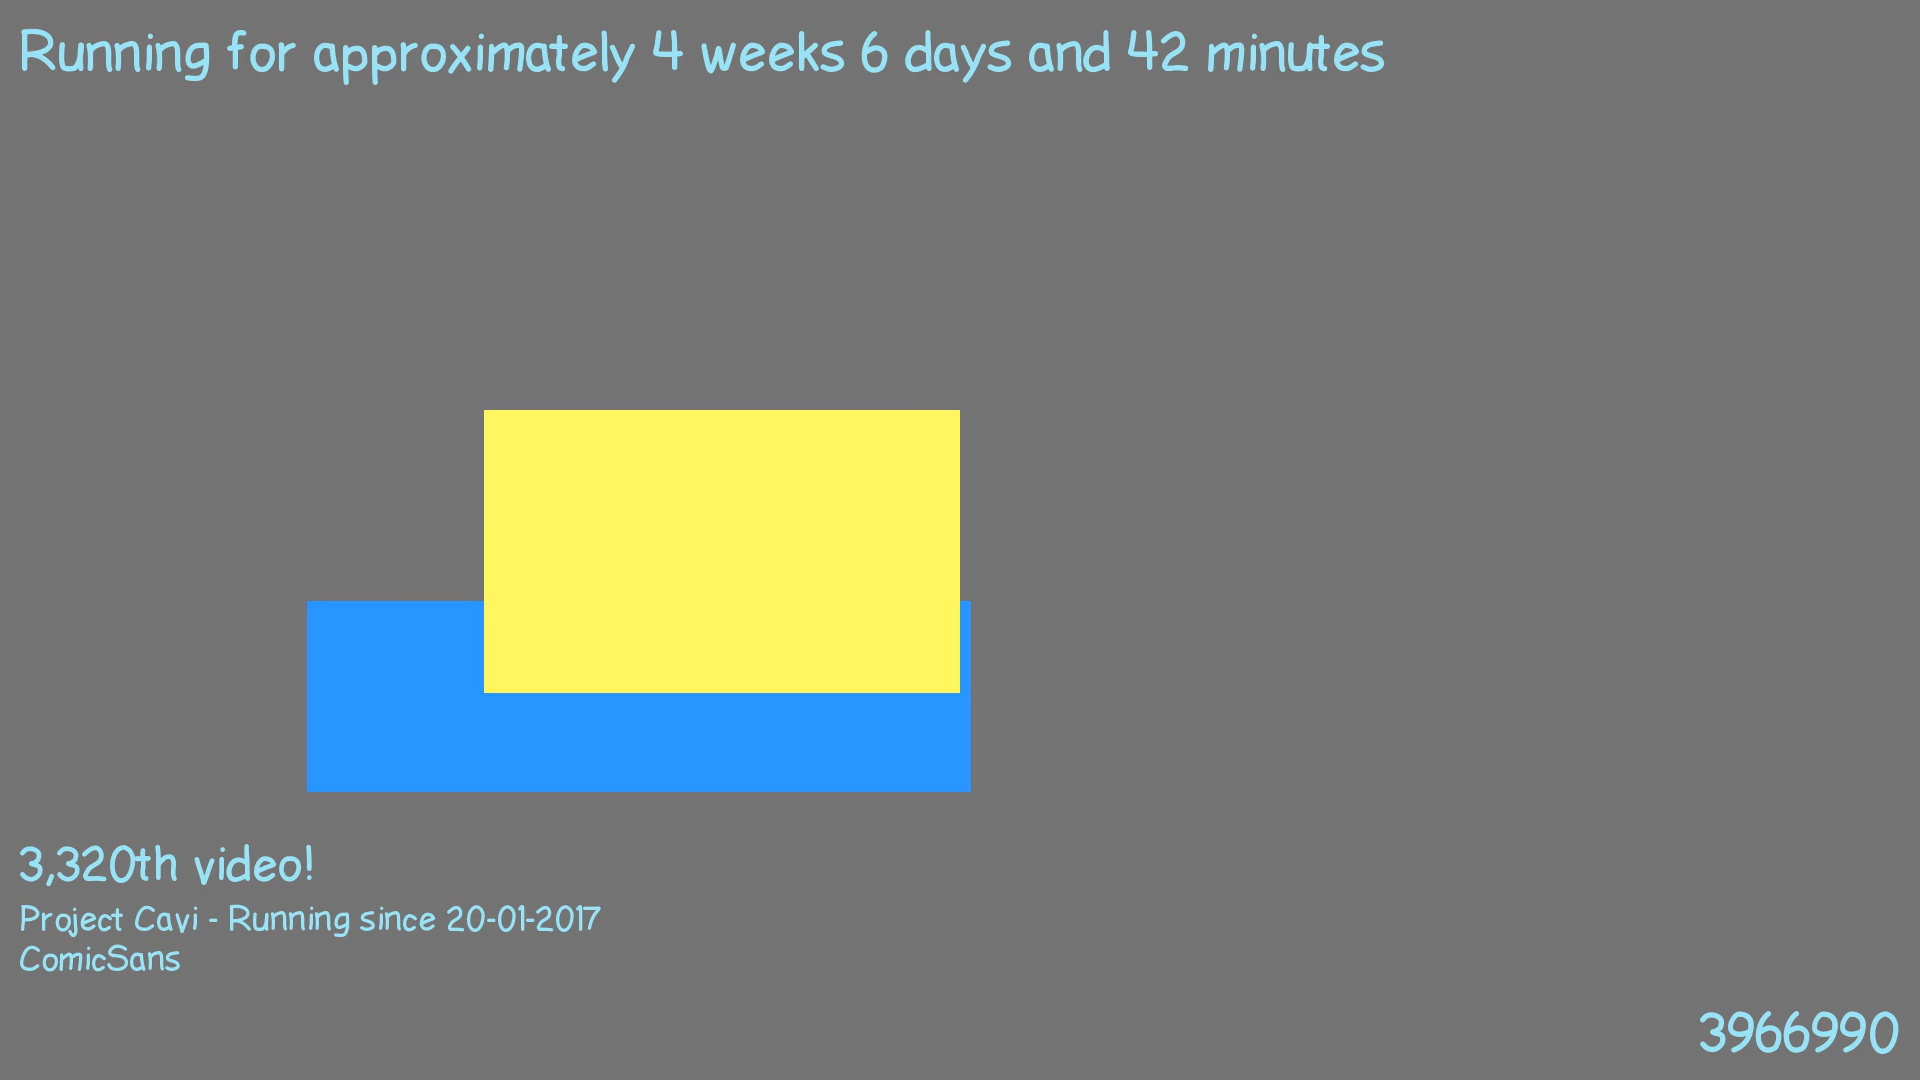 Running for approximately 4 weeks 6 days and 42 minutes
3,320th video!
Project Cavi - Running since 20-01-2017
ComicSans
3966990